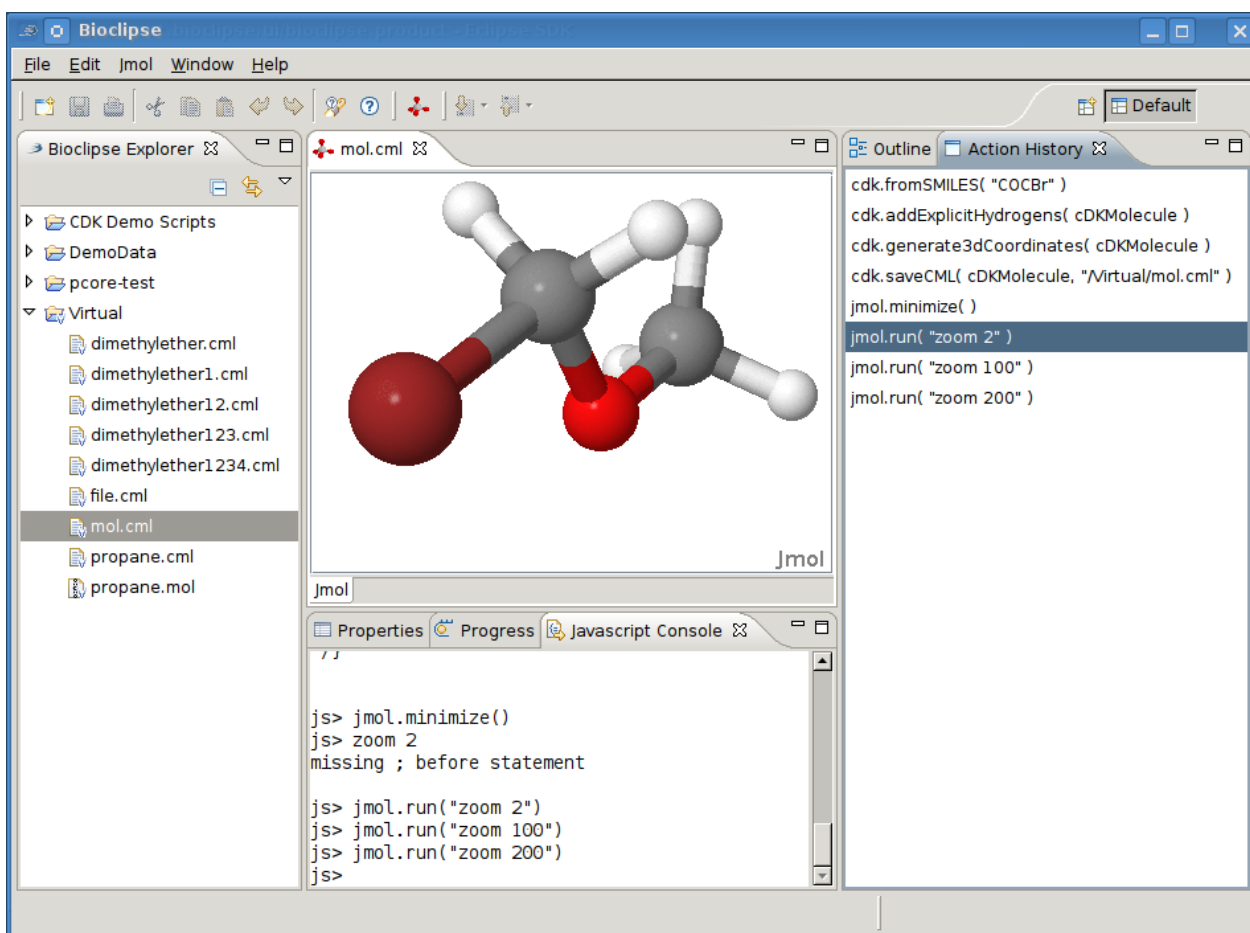 Bioclipse
File Edit Jmol Window Help
Default
Bioclipse Explorer
CDK Demo Scripts
DemoData
pcore-test
Virtual
dimethylether.cml
dimethylether1.cml
dimethylether12.cml
dimethylether123.cml
dimethylether1234.cml
file.cml
mol.cml
propane.cml
propane.mol
mol.cml
Jmol
Jmol
Properties Progress Javascript Console
js> jmol.minimize()
js> zoom 2
missing ; before statement
js> jmol.run("zoom 2")
js> jmol.run("zoom 100")
js> jmol.run("zoom 200")
js>
Outline Action History
cdk.fromSMILES( "COCBr" )
cdk.addExplicitHydrogens( cDKMolecule )
cdk.generate3dCoordinates( cDKMolecule )
cdk.saveCML( cDKMolecule, "/Virtual/mol.cml" )
jmol.minimize( )
jmol.run( "zoom 2" )
jmol.run( "zoom 100" )
jmol.run( "zoom 200" )